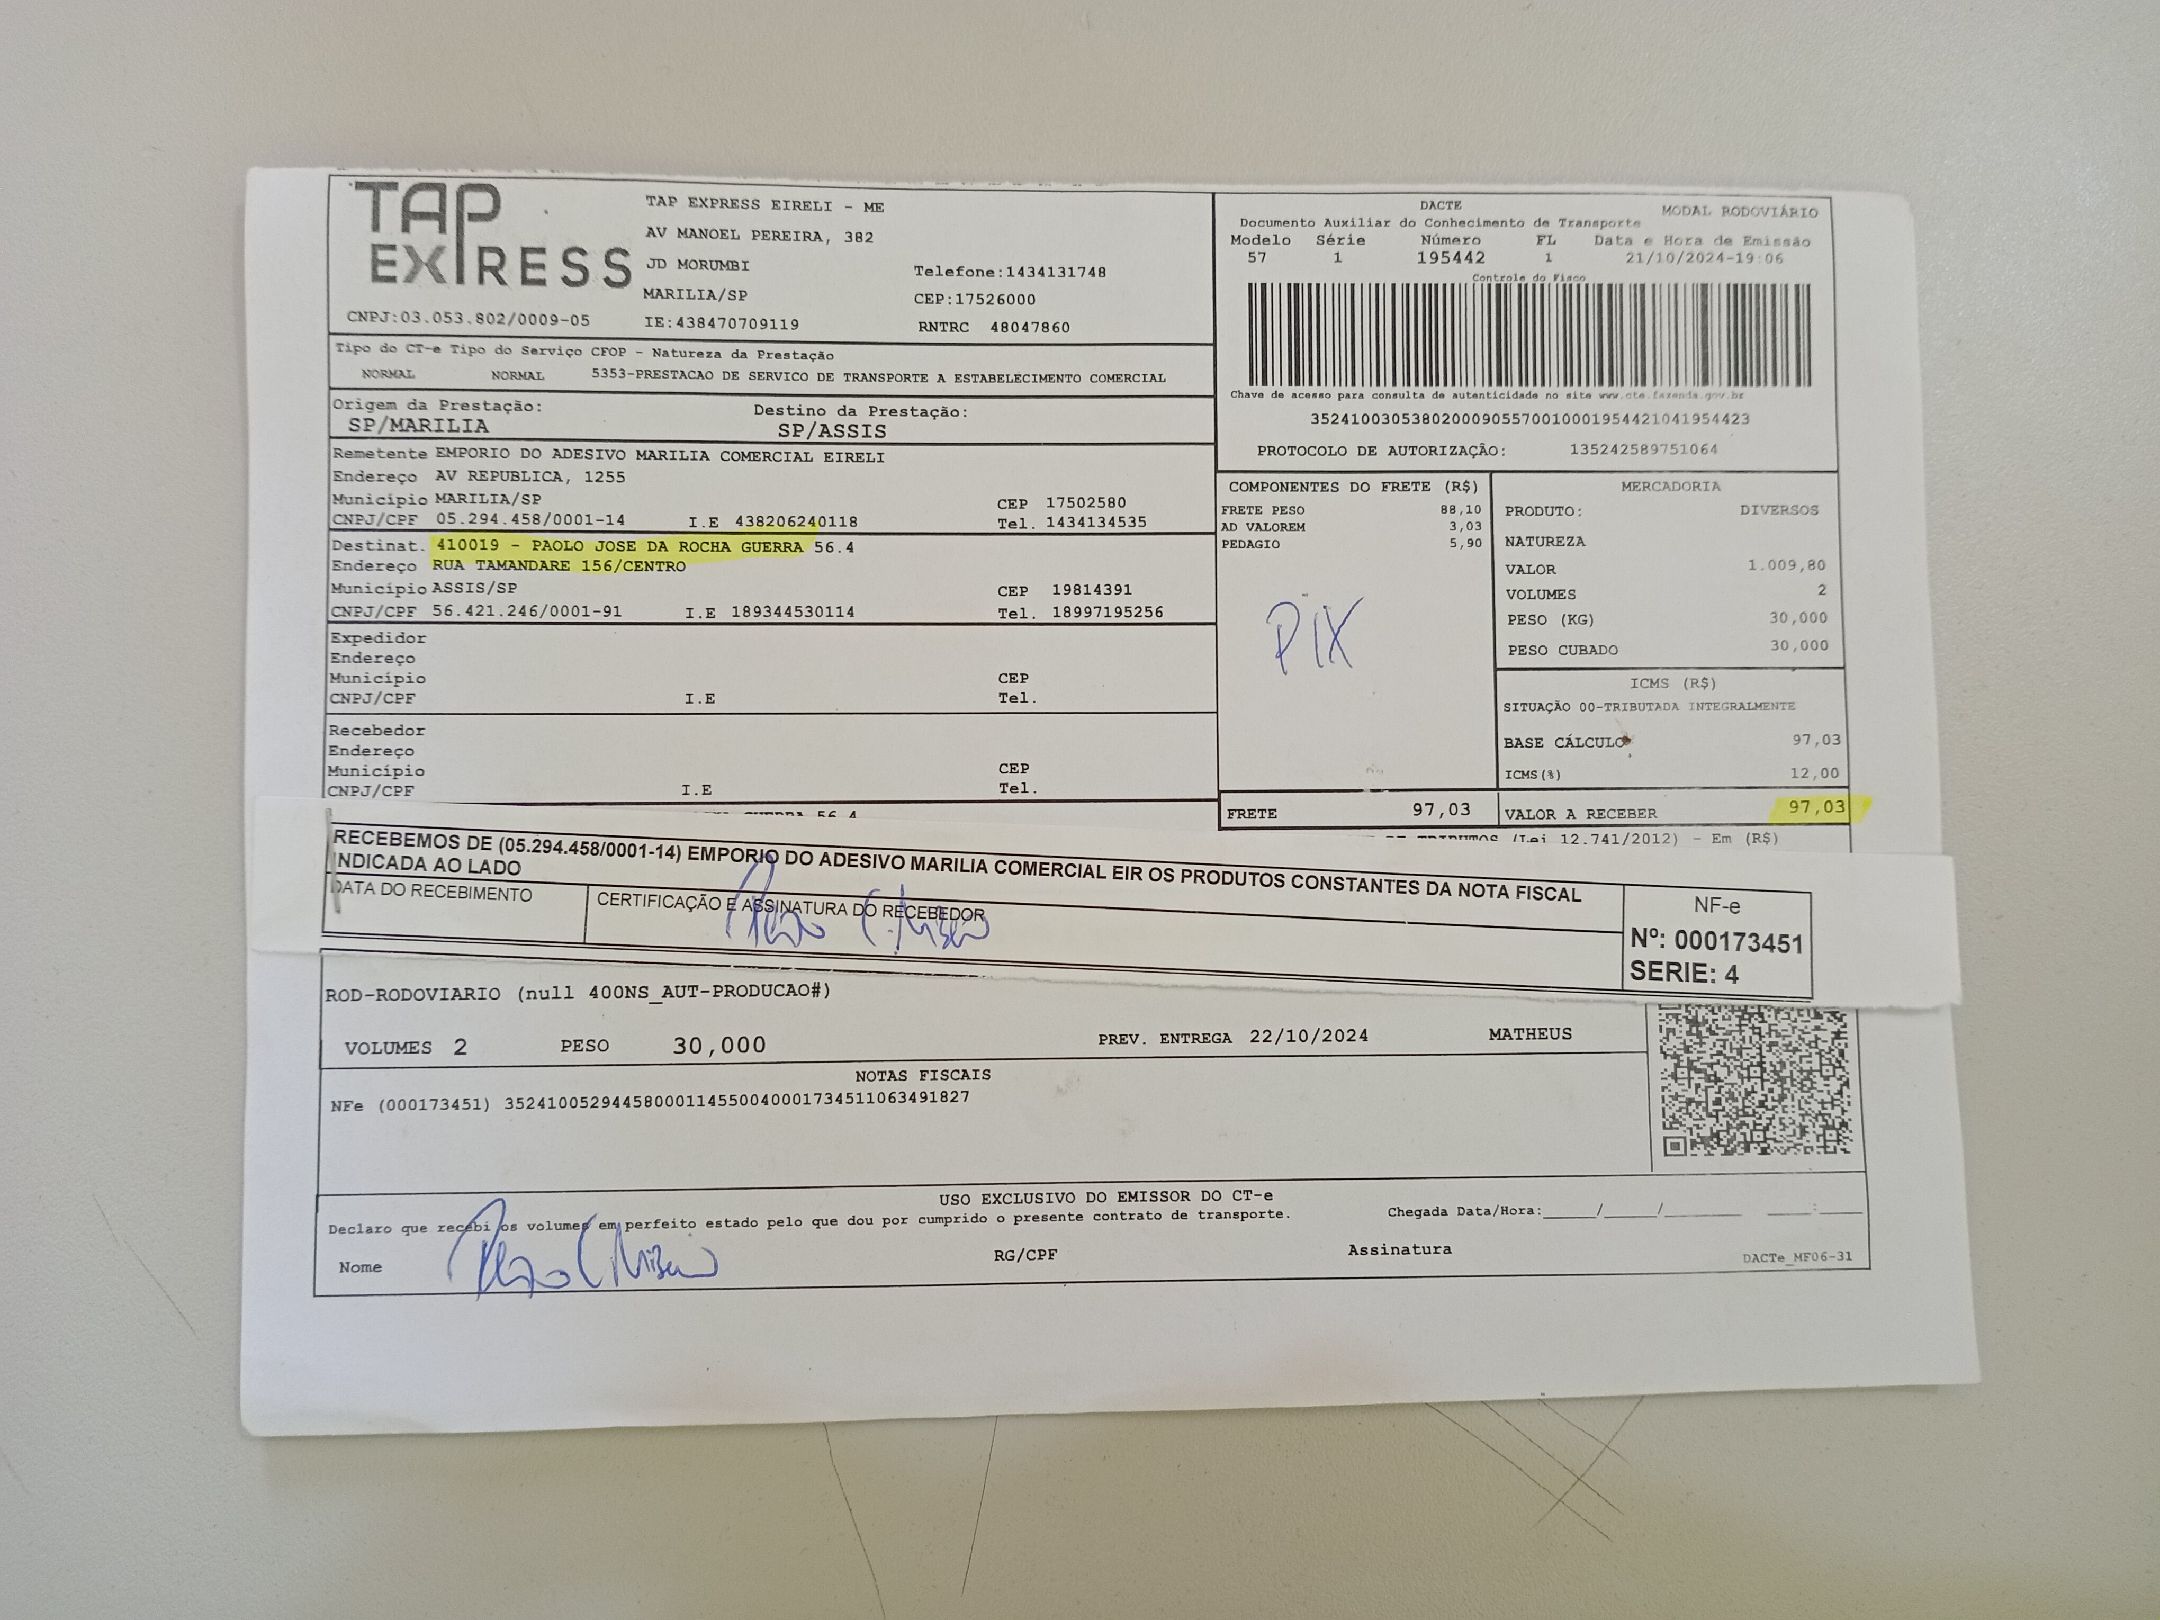 TAP EXPRESS
TAP EXPRESS EIRELI - ME
AV MANOEL PEREIRA, 382
JD MORUMBI
Telefone:1434131748
MARILIA/SP
CEP:17526000
CNPJ:03.053.802/0009-05
IE:438470709119
RNTRC 48047860
DACTE
MODAL RODOVIÁRIO
Documento Auxiliar do Conhecimento de Transporte
Modelo Série Número FL Data e Hora de Emissão
57 1 195442 1 21/10/2024-19:06
Controle do Fisco
Chave de acesso para consulta de autenticidade no site www.cte.fazenda.gov.br
35241003053802000905570010001954421041954423
PROTOCOLO DE AUTORIZAÇÃO: 135242589751064
Tipo do CT-e Tipo do Serviço CFOP - Natureza da Prestação
NORMAL NORMAL 5353-PRESTACAO DE SERVICO DE TRANSPORTE A ESTABELECIMENTO COMERCIAL
Origem da Prestação: Destino da Prestação:
SP/MARILIA SP/ASSIS
Remetente EMPORIO DO ADESIVO MARILIA COMERCIAL EIRELI
Endereço AV REPUBLICA, 1255
Município MARILIA/SP CEP 17502580
CNPJ/CPF 05.294.458/0001-14 I.E 438206240118 Tel. 1434134535
Destinat. 410019 - PAOLO JOSE DA ROCHA GUERRA 56.4
Endereço RUA TAMANDARE 156/CENTRO
Município ASSIS/SP CEP 19814391
CNPJ/CPF 56.421.246/0001-91 I.E 189344530114 Tel. 18997195256
Expedidor
Endereço
Município CEP
CNPJ/CPF I.E Tel.
Recebedor
Endereço
Município CEP
CNPJ/CPF I.E Tel.
COMPONENTES DO FRETE (R$)
FRETE PESO 88,10
AD VALOREM 3,03
PEDAGIO 5,90
PIX
MERCADORIA
PRODUTO: DIVERSOS
NATUREZA
VALOR 1.009,80
VOLUMES 2
PESO (KG) 30,000
PESO CUBADO 30,000
ICMS (R$)
SITUAÇÃO 00-TRIBUTADA INTEGRALMENTE
BASE CÁLCULO 97,03
ICMS(%) 12,00
FRETE 97,03
VALOR A RECEBER 97,03
(Lei 12.741/2012) - Em (R$)
RECEBEMOS DE (05.294.458/0001-14) EMPORIO DO ADESIVO MARILIA COMERCIAL EIR OS PRODUTOS CONSTANTES DA NOTA FISCAL
INDICADA AO LADO
DATA DO RECEBIMENTO
CERTIFICAÇÃO E ASSINATURA DO RECEBEDOR
NF-e
Nº: 000173451
SERIE: 4
ROD-RODOVIARIO (null 400NS_AUT-PRODUCAO#)
VOLUMES 2 PESO 30,000 PREV. ENTREGA 22/10/2024 MATHEUS
NOTAS FISCAIS
NFe (000173451) 35241005294458000114550040001734511063491827
USO EXCLUSIVO DO EMISSOR DO CT-e
Declaro que recebi os volumes em perfeito estado pelo que dou por cumprido o presente contrato de transporte.
Chegada Data/Hora:_____/_____/_______ ____:____
Nome RG/CPF Assinatura
DACTe_MF06-31